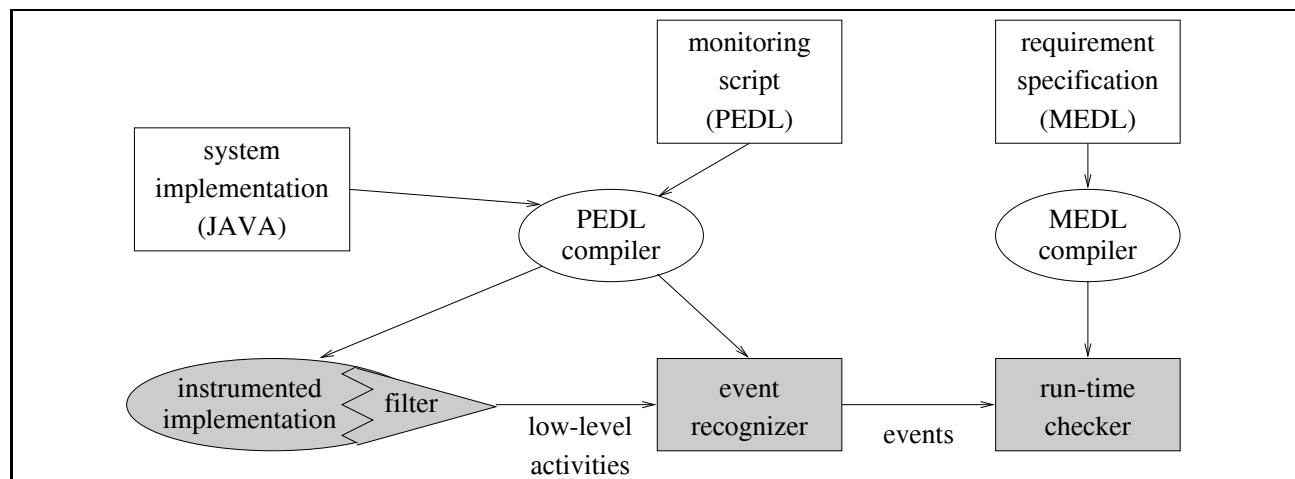 monitoring
script
(PEDL)
requirement
specification
(MEDL)
system
implementation
(JAVA)
PEDL
compiler
MEDL
compiler
instrumented
implementation
filter
low-level
activities
event
recognizer
events
run-time
checker